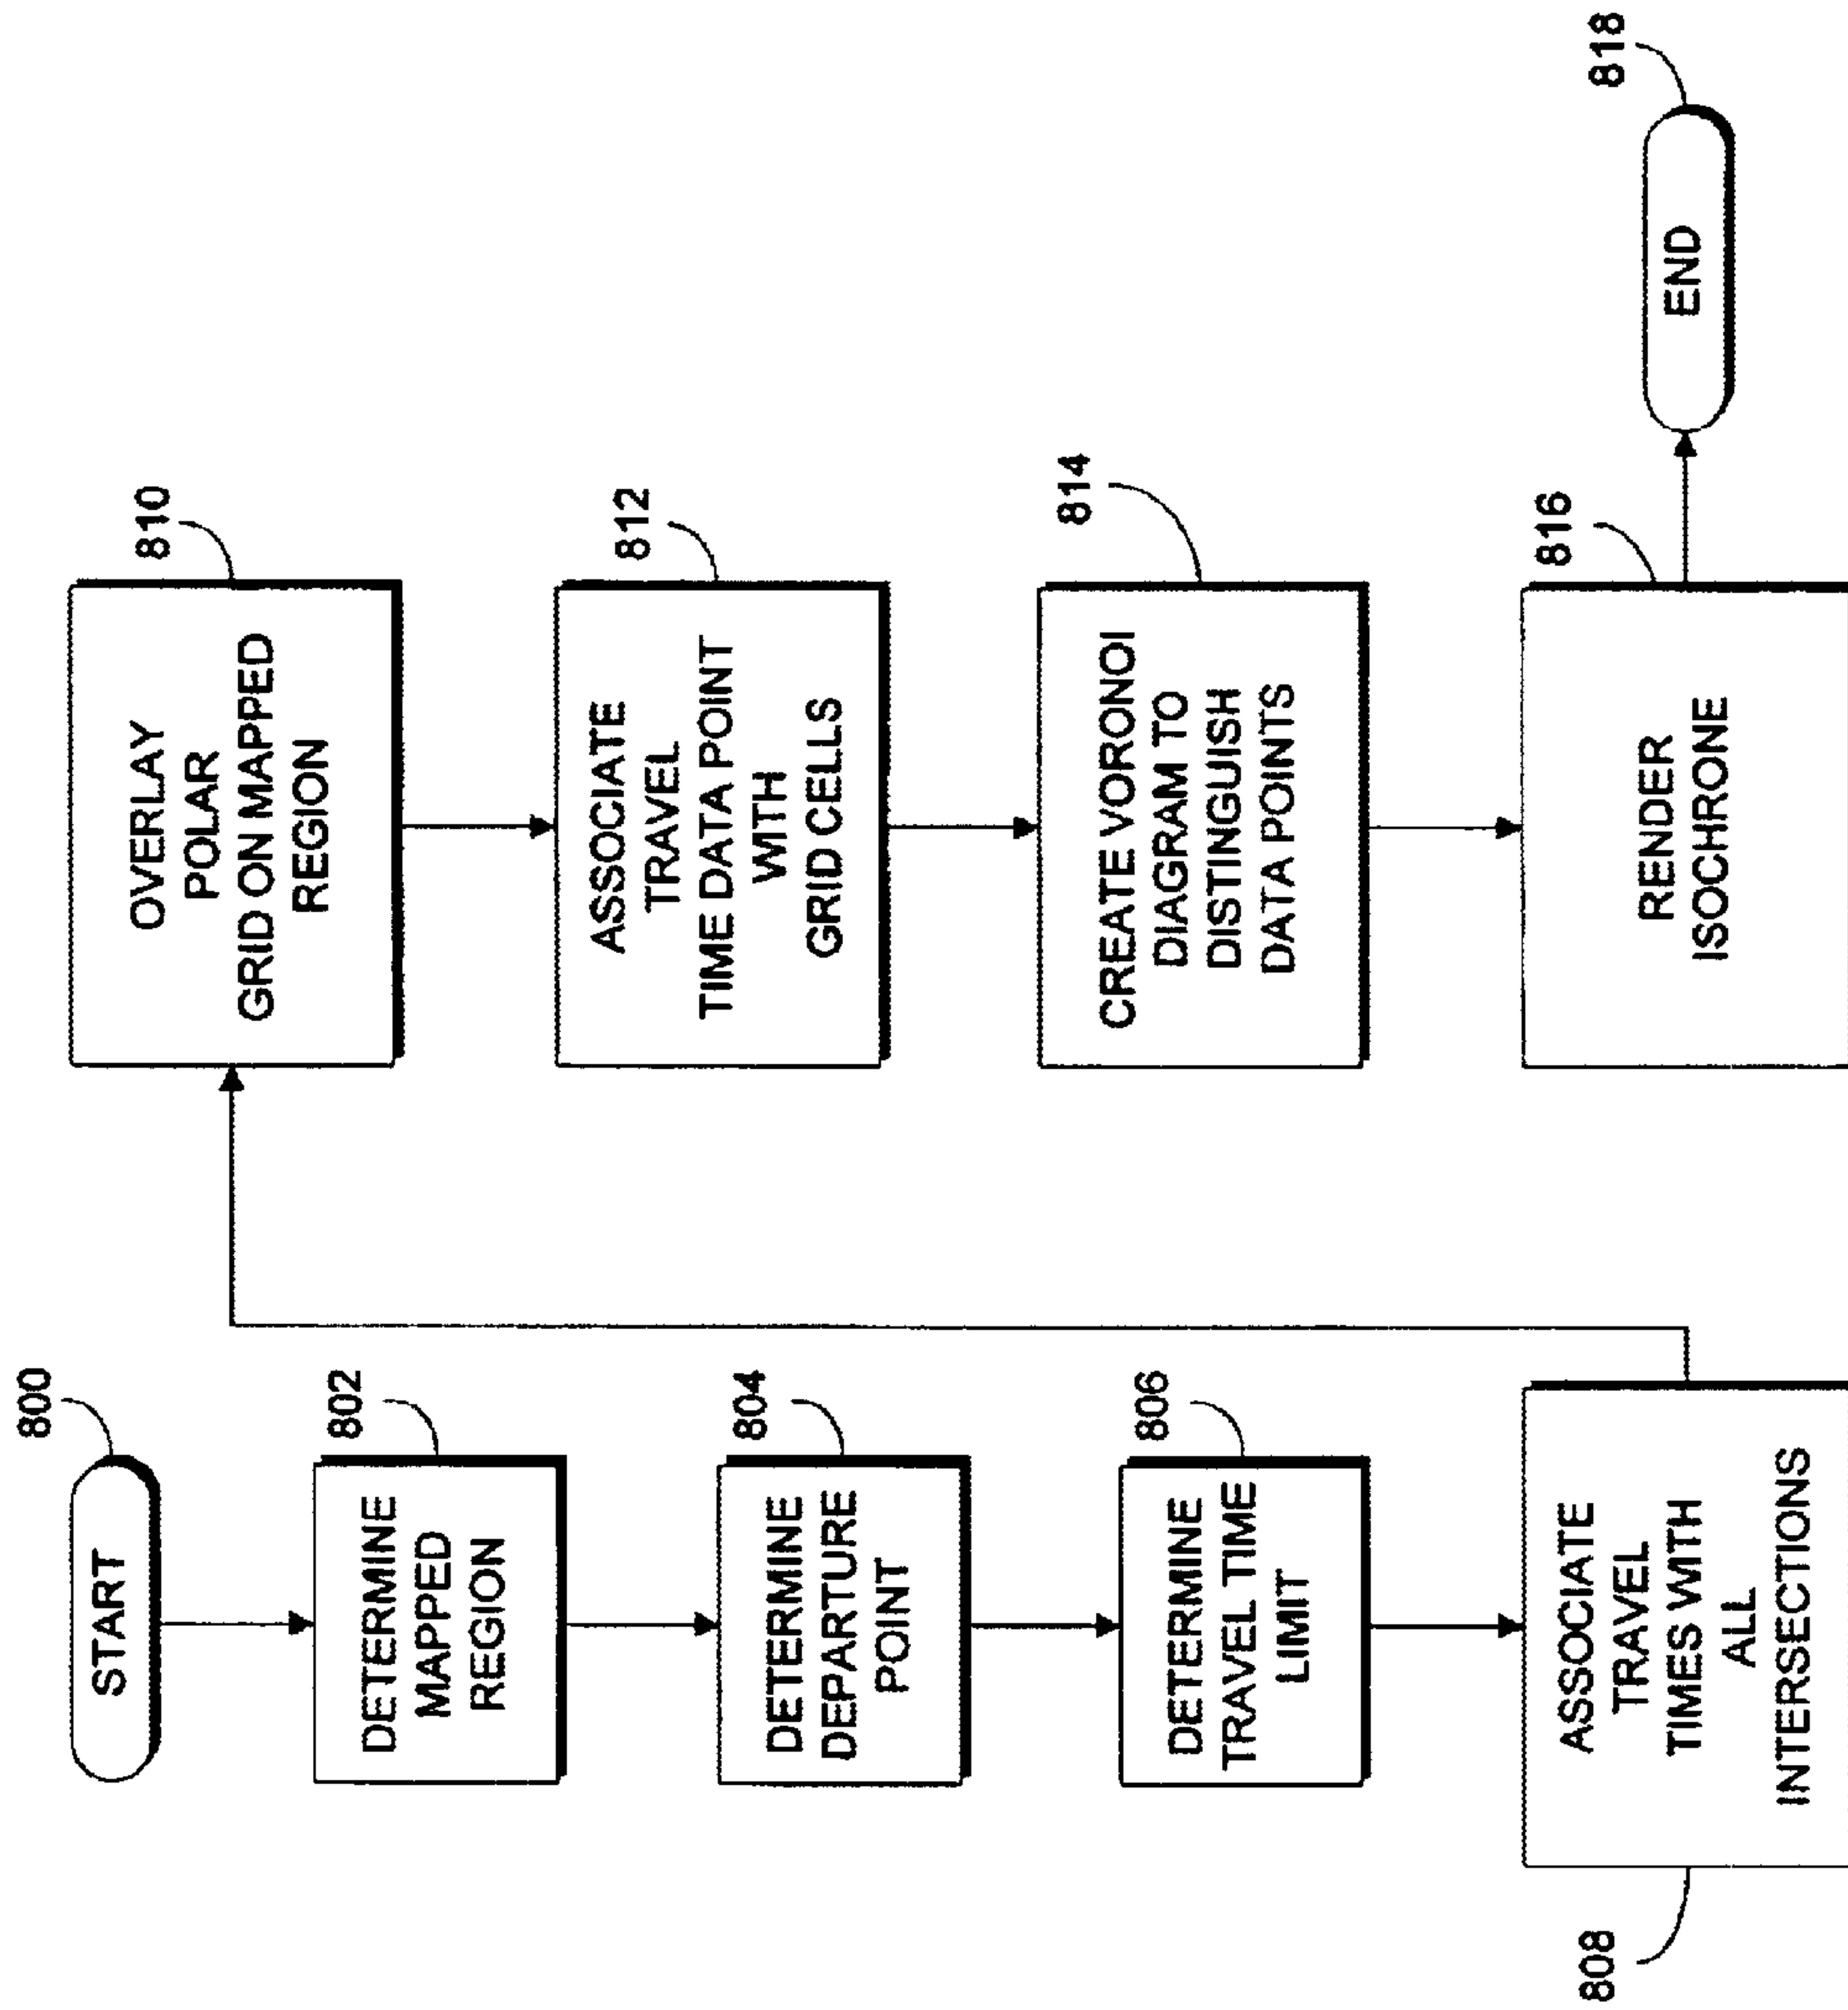 800
START
802
DETERMINE
MAPPED
REGION
804
DETERMINE
DEPARTURE
POINT
806
DETERMINE
TRAVEL TIME
LIMIT
808
ASSOCIATE
TRAVEL
TIMES WITH
ALL
INTERSECTIONS
810
OVERLAY
POLAR
GRID ON MAPPED
REGION
812
ASSOCIATE
TRAVEL
TIME DATA POINT
WITH
GRID CELLS
814
CREATE VORONOI
DIAGRAM TO
DISTINGUISH
DATA POINTS
816
RENDER
ISOCHRONE
818
END